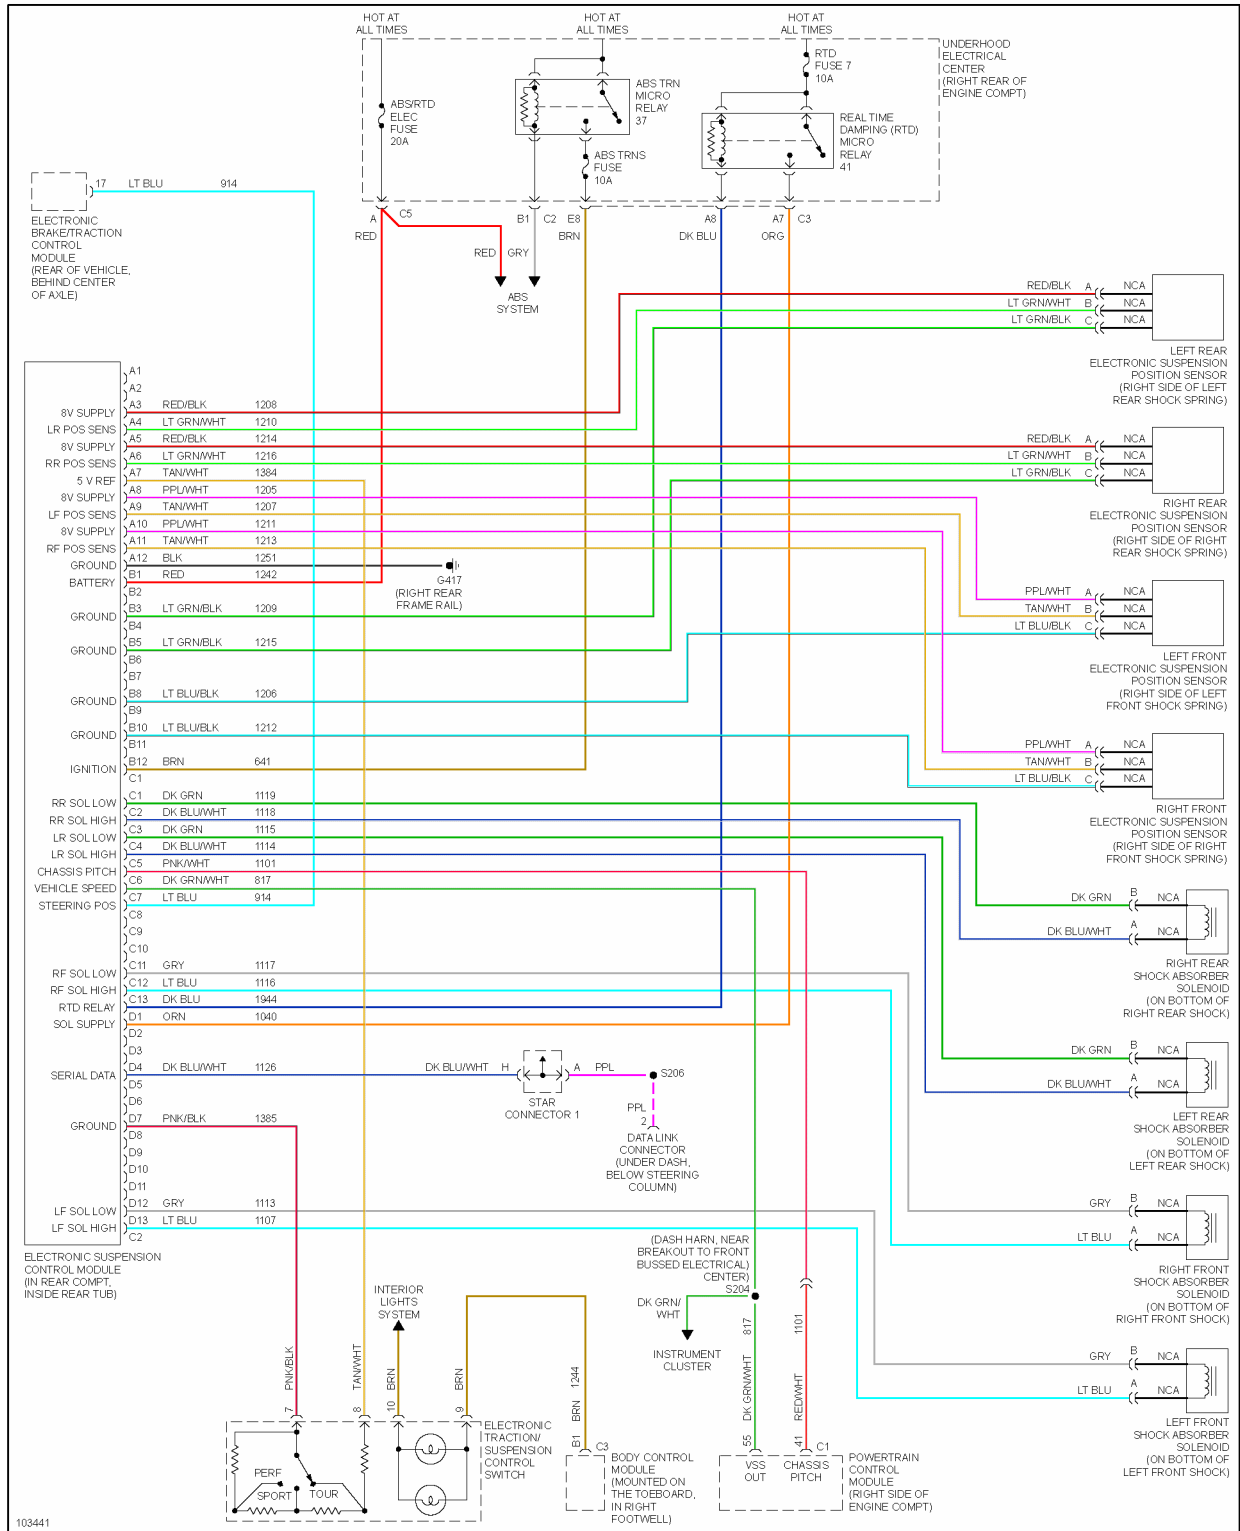 HOT AT
ALL TIMES
HOT AT
ALL TIMES
HOT AT
ALL TIMES
UNDERHOOD
ELECTRICAL
CENTER
(RIGHT REAR OF
ENGINE COMPT)
RTD
FUSE 7
10A
ABS/RTD
ELEC
FUSE
20A
ABS TRN
MICRO
RELAY
37
ABS TRNS
FUSE
10A
REAL TIME
DAMPING (RTD)
MICRO
RELAY
41
17 LT BLU 914
ELECTRONIC
BRAKE/TRACTION
CONTROL
MODULE
(REAR OF VEHICLE,
BEHIND CENTER
OF AXLE)
A C5 B1 C2 E8 A8 A7 C3
RED BRN DK BLU ORG
RED GRY
ABS
SYSTEM
RED/BLK A NCA
LT GRN/WHT B NCA
LT GRN/BLK C NCA
LEFT REAR
ELECTRONIC SUSPENSION
POSITION SENSOR
(RIGHT SIDE OF LEFT
REAR SHOCK SPRING)
RED/BLK A NCA
LT GRN/WHT B NCA
LT GRN/BLK C NCA
RIGHT REAR
ELECTRONIC SUSPENSION
POSITION SENSOR
(RIGHT SIDE OF RIGHT
REAR SHOCK SPRING)
PPL/WHT A NCA
TAN/WHT B NCA
LT BLU/BLK C NCA
LEFT FRONT
ELECTRONIC SUSPENSION
POSITION SENSOR
(RIGHT SIDE OF LEFT
FRONT SHOCK SPRING)
PPL/WHT A NCA
TAN/WHT B NCA
LT BLU/BLK C NCA
RIGHT FRONT
ELECTRONIC SUSPENSION
POSITION SENSOR
(RIGHT SIDE OF RIGHT
FRONT SHOCK SPRING)
A1
A2
8V SUPPLY A3 RED/BLK 1208
LR POS SENS A4 LT GRN/WHT 1210
8V SUPPLY A5 RED/BLK 1214
RR POS SENS A6 LT GRN/WHT 1216
5 V REF A7 TAN/WHT 1384
8V SUPPLY A8 PPL/WHT 1205
LF POS SENS A9 TAN/WHT 1207
8V SUPPLY A10 PPL/WHT 1211
RF POS SENS A11 TAN/WHT 1213
GROUND A12 BLK 1251
BATTERY B1 RED 1242
B2
GROUND B3 LT GRN/BLK 1209
B4
GROUND B5 LT GRN/BLK 1215
B6
B7
GROUND B8 LT BLU/BLK 1206
B9
GROUND B10 LT BLU/BLK 1212
B11
IGNITION B12 BRN 641
C1
RR SOL LOW C1 DK GRN 1119
RR SOL HIGH C2 DK BLU/WHT 1118
LR SOL LOW C3 DK GRN 1115
LR SOL HIGH C4 DK BLU/WHT 1114
CHASSIS PITCH C5 PNK/WHT 1101
VEHICLE SPEED C6 DK GRN/WHT 817
STEERING POS C7 LT BLU 914
C8
C9
C10
RF SOL LOW C11 GRY 1117
RF SOL HIGH C12 LT BLU 1116
RTD RELAY C13 DK BLU 1944
SOL SUPPLY D1 ORN 1040
D2
D3
SERIAL DATA D4 DK BLU/WHT 1126
D5
D6
GROUND D7 PNK/BLK 1385
D8
D9
D10
D11
LF SOL LOW D12 GRY 1113
LF SOL HIGH D13 LT BLU 1107
C2
ELECTRONIC SUSPENSION
CONTROL MODULE
(IN REAR COMPT,
INSIDE REAR TUB)
G417
(RIGHT REAR
FRAME RAIL)
DK BLU/WHT H A PPL S206
STAR
CONNECTOR 1
PPL
2
DATA LINK
CONNECTOR
(UNDER DASH,
BELOW STEERING
COLUMN)
DK GRN B NCA
DK BLU/WHT A NCA
RIGHT REAR
SHOCK ABSORBER
SOLENOID
(ON BOTTOM OF
RIGHT REAR SHOCK)
DK GRN B NCA
DK BLU/WHT A NCA
LEFT REAR
SHOCK ABSORBER
SOLENOID
(ON BOTTOM OF
LEFT REAR SHOCK)
GRY B NCA
LT BLU A NCA
RIGHT FRONT
SHOCK ABSORBER
SOLENOID
(ON BOTTOM OF
RIGHT FRONT SHOCK)
GRY B NCA
LT BLU A NCA
LEFT FRONT
SHOCK ABSORBER
SOLENOID
(ON BOTTOM OF
LEFT FRONT SHOCK)
(DASH HARN, NEAR
BREAKOUT TO FRONT
BUSSED ELECTRICAL)
CENTER)
S204
DK GRN/
WHT
INSTRUMENT
CLUSTER
817
DK GRN/WHT
55
1101
RED/WHT
41
C1
VSS
OUT
CHASSIS
PITCH
POWERTRAIN
CONTROL
MODULE
(RIGHT SIDE OF
ENGINE COMPT)
INTERIOR
LIGHTS
SYSTEM
PNK/BLK
7
TAN/WHT
8
BRN
10
BRN
9
ELECTRONIC
TRACTION/
SUSPENSION
CONTROL
SWITCH
PERF
SPORT
TOUR
1244
BRN
B1
C3
BODY CONTROL
MODULE
(MOUNTED ON
THE TOEBOARD,
IN RIGHT
FOOTWELL)
103441